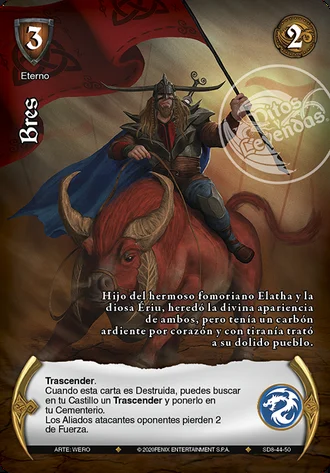 3
2
Eterno
Bres
Mitos y Leyendas
Hijo del hermoso fomoriano Elatha y la
diosa Ériu, heredó la divina apariencia
de ambos, pero tenía un carbón
ardiente por corazón y con tiranía trató
a su dolido pueblo.
Trascender.
Cuando esta carta es Destruida, puedes buscar
en tu Castillo un Trascender y ponerlo en
tu Cementerio.
Los Aliados atacantes oponentes pierden 2
de Fuerza.
ARTE: WERO
©2020FENIX ENTERTAINMENT S.P.A.
SD8-44-50